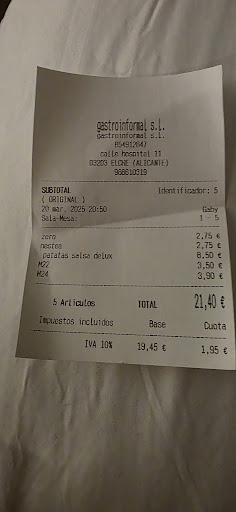 gastroinformal s.l.
gastroinformal s.l.
B54912647
calle hospital 11
03203 ELCHE (ALICANTE)
966610319
SUBTOTAL Identificador: 5
( ORIGINAL )
20 mar. 2025 20:50 Gaby
Sala-Mesa: 1 - 5
zero 2,75 €
nestea 2,75 €
patatas salsa delux 8,50 €
M22 3,50 €
M24 3,90 €
5 Artículos TOTAL 21,40 €
Impuestos incluidos Base Cuota
IVA 10% 19,45 € 1,95 €